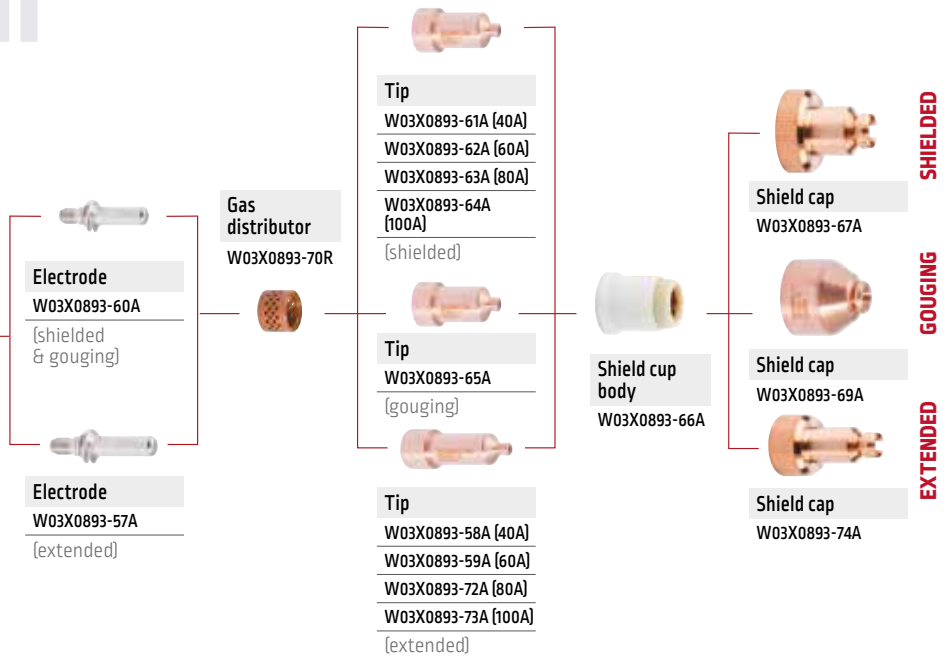 Electrode
W03X0893-60A
(shielded
& gouging)
Electrode
W03X0893-57A
(extended)
Gas
distributor
W03X0893-70R
Tip
W03X0893-61A (40A)
W03X0893-62A (60A)
W03X0893-63A (80A)
W03X0893-64A
(100A)
(shielded)
Tip
W03X0893-65A
(gouging)
Tip
W03X0893-58A (40A)
W03X0893-59A (60A)
W03X0893-72A (80A)
W03X0893-73A (100A)
(extended)
Shield cup
body
W03X0893-66A
Shield cap
W03X0893-67A
SHIELDED
Shield cap
W03X0893-69A
GOUGING
Shield cap
W03X0893-74A
EXTENDED